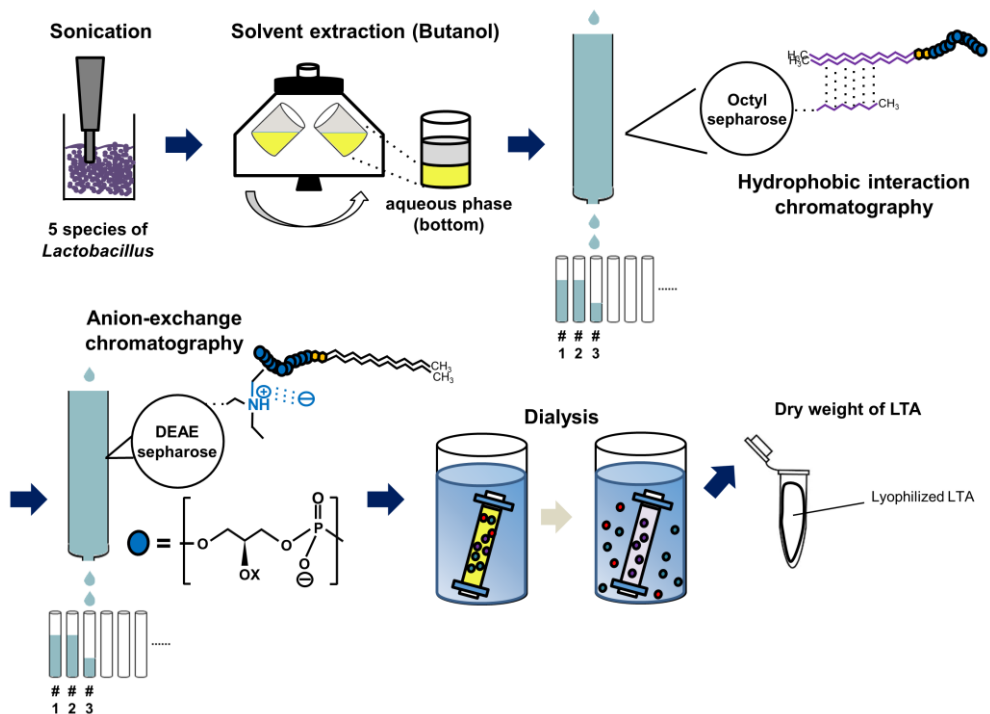 Sonication
5 species of
Lactobacillus
Solvent extraction (Butanol)
aqueous phase
(bottom)
Octyl
sepharose
H₃C
H₃C
CH₃
Hydrophobic interaction
chromatography
......
# # #
1 2 3
Anion-exchange
chromatography
DEAE
sepharose
NH
⊕
⊖
CH₃
CH₃
=
O
O
P
O
O
⊖
OX
......
# # #
1 2 3
Dialysis
Dry weight of LTA
Lyophilized LTA